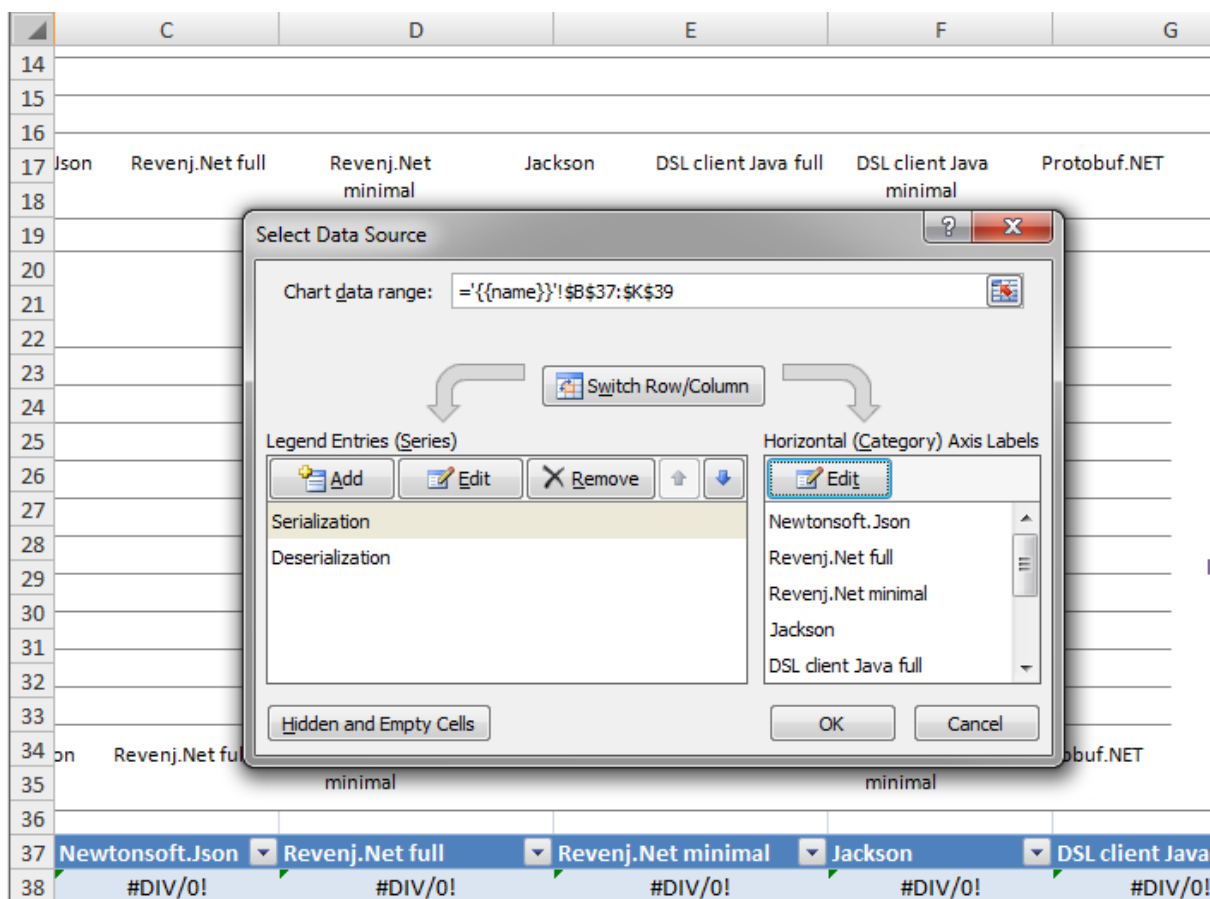 C D E F G
14
15
16
17 Json Revenj.Net full Revenj.Net Jackson DSL client Java full DSL client Java Protobuf.NET
18 minimal minimal
19 Select Data Source
20
Chart data range: ='{{name}}'!$B$37:$K$39
21
22
23 Switch Row/Column
24
25 Legend Entries (Series) Horizontal (Category) Axis Labels
26 Add Edit Remove Edit
27 Serialization Newtonsoft.Json
28 Deserialization Revenj.Net full
29
30 Revenj.Net minimal
31 Jackson
32 DSL client Java full
33 Hidden and Empty Cells OK Cancel
34 on Revenj.Net ful obuf.NET
35 minimal minimal
36
37 Newtonsoft.Json Revenj.Net full Revenj.Net minimal Jackson DSL client Java
38 #DIV/0! #DIV/0! #DIV/0! #DIV/0! #DIV/0!